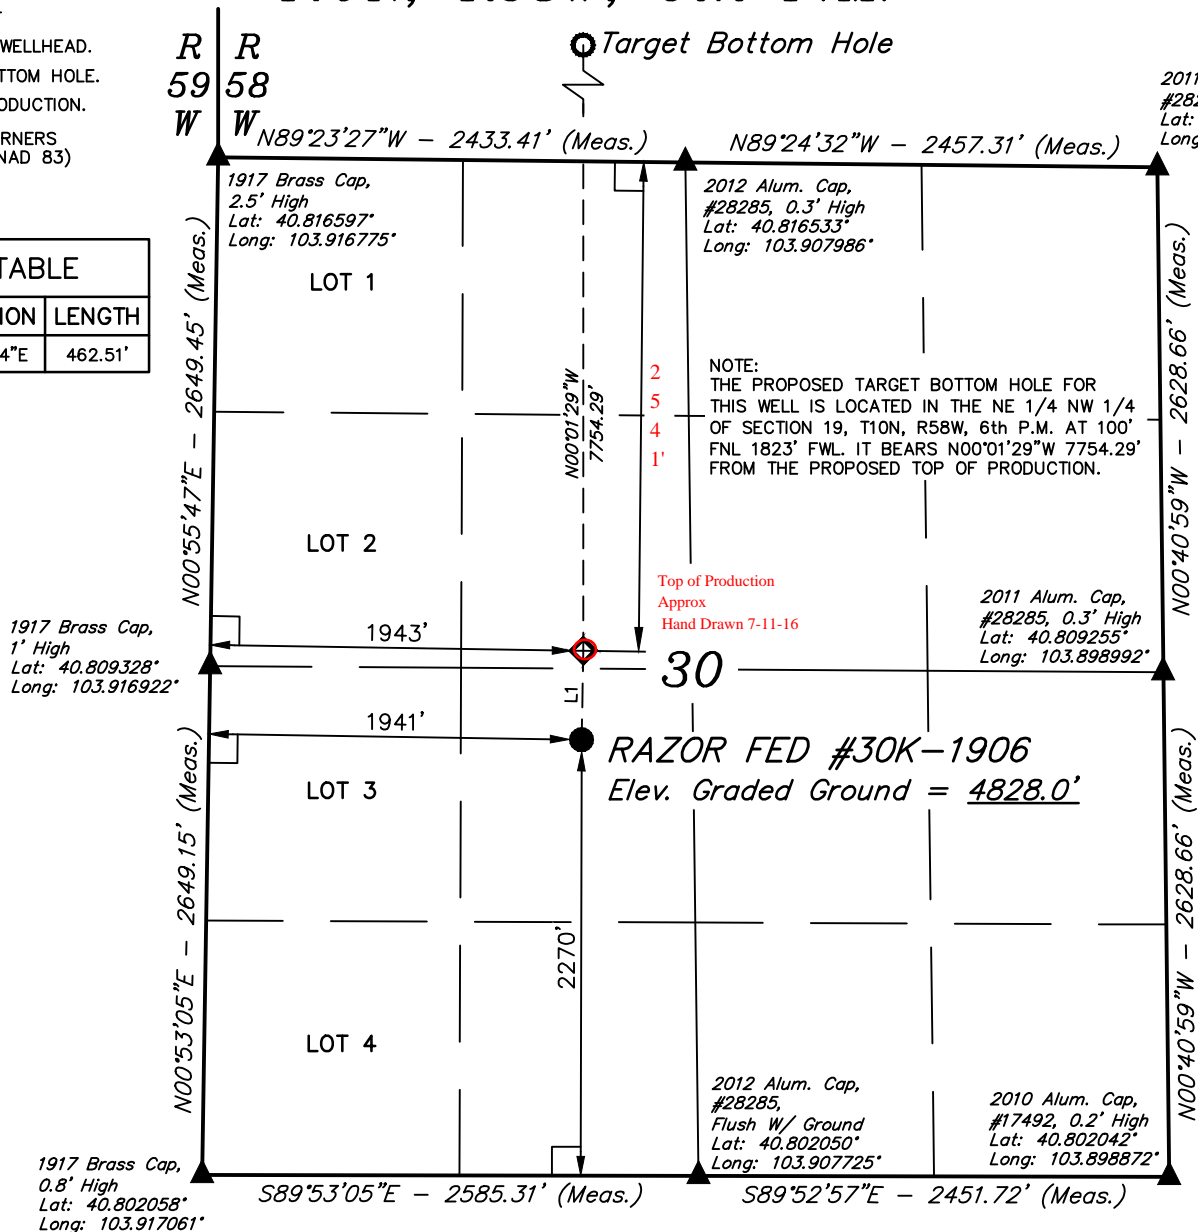 WELLHEAD.
TTOM HOLE.
ODUCTION.
RNERS
NAD 83)
R R
59 58
W W
Target Bottom Hole
2011
#282
Lat:
Long
N89°23'27"W - 2433.41' (Meas.)
N89°24'32"W - 2457.31' (Meas.)
1917 Brass Cap,
2.5' High
Lat: 40.816597°
Long: 103.916775°
2012 Alum. Cap,
#28285, 0.3' High
Lat: 40.816533°
Long: 103.907986°
TABLE
ION LENGTH
4"E 462.51'
LOT 1
N00°55'47"E - 2649.45' (Meas.)
N00°01'29"W
7754.29'
2
5
4
1'
NOTE:
THE PROPOSED TARGET BOTTOM HOLE FOR
THIS WELL IS LOCATED IN THE NE 1/4 NW 1/4
OF SECTION 19, T10N, R58W, 6th P.M. AT 100'
FNL 1823' FWL. IT BEARS N00°01'29"W 7754.29'
FROM THE PROPOSED TOP OF PRODUCTION.
N00°40'59"W - 2628.66' (Meas.)
LOT 2
Top of Production
Approx
Hand Drawn 7-11-16
2011 Alum. Cap,
#28285, 0.3' High
Lat: 40.809255°
Long: 103.898992°
1917 Brass Cap,
1' High
Lat: 40.809328°
Long: 103.916922°
1943'
30
L1
1941'
RAZOR FED #30K-1906
Elev. Graded Ground = 4828.0'
LOT 3
N00°53'05"E - 2649.15' (Meas.)
2270'
N00°40'59"W - 2628.66' (Meas.)
LOT 4
2012 Alum. Cap,
#28285,
Flush W/ Ground
Lat: 40.802050°
Long: 103.907725°
2010 Alum. Cap,
#17492, 0.2' High
Lat: 40.802042°
Long: 103.898872°
1917 Brass Cap,
0.8' High
Lat: 40.802058°
Long: 103.917061°
S89°53'05"E - 2585.31' (Meas.)
S89°52'57"E - 2451.72' (Meas.)